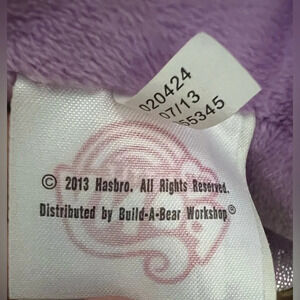 020424
07/13
55345
© 2013 Hasbro. All Rights Reserved.
Distributed by Build-A-Bear Workshop®